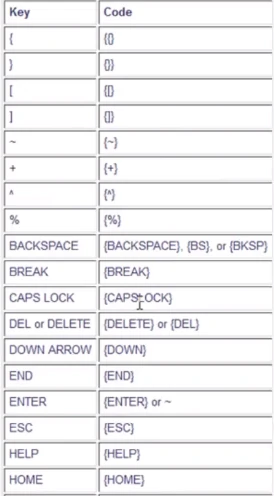 Key Code
{ {{}
} {}}
[ {[}
] {]}
~ {~}
+ {+}
^ {^}
% {%}
BACKSPACE {BACKSPACE}, {BS}, or {BKSP}
BREAK {BREAK}
CAPS LOCK {CAPSLOCK}
DEL or DELETE {DELETE} or {DEL}
DOWN ARROW {DOWN}
END {END}
ENTER {ENTER} or ~
ESC {ESC}
HELP {HELP}
HOME {HOME}